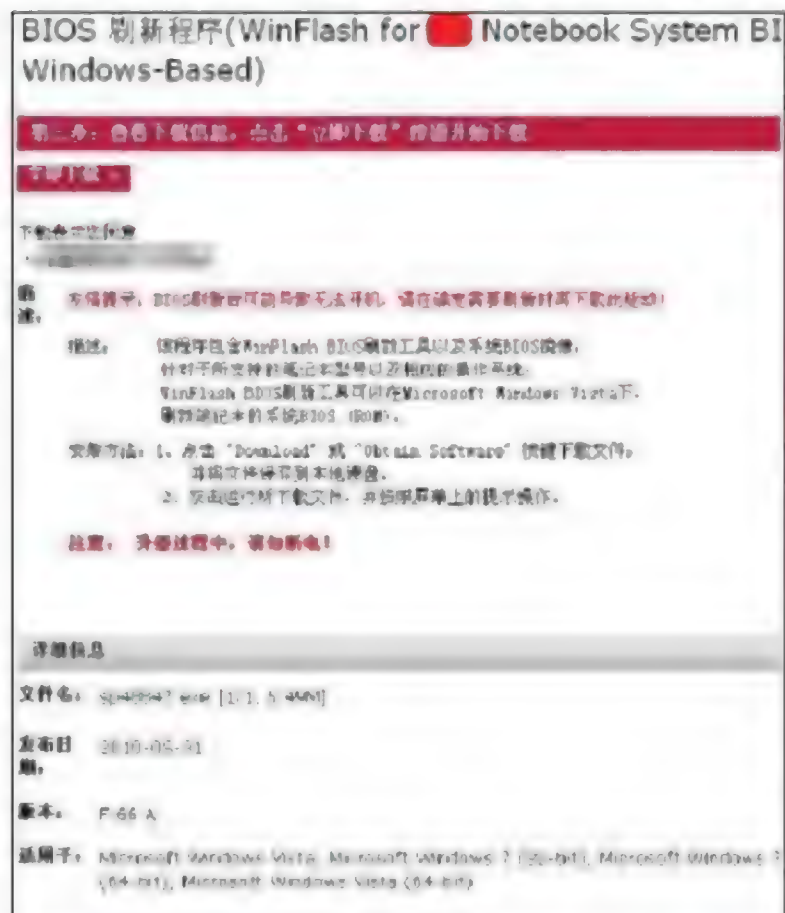 BIOS 刷新程序(WinFlash for Notebook System BI
Windows-Based)
第二步：查看下载信息，点击“立即下载”按钮开始下载
立即下载
方信提示：BIOS刷新可能导致无法开机，请在确定需要刷新时再下载此驱动！
描述： 该程序包含WinFlash BIOS刷新工具以及系统BIOS镜像，
针对于所支持的笔记本型号以及相应的操作系统。
WinFlash BIOS刷新工具可以在Microsoft Windows Vista下，
刷新笔记本的系统BIOS (ROM)。
安装方法：1、点击“Download”或“Obtain Software”按键下载文件，
并将文件保存到本地硬盘。
2、双击运行所下载文件，并按照屏幕上的提示操作。
注意： 升级过程中，请勿断电！
详细信息
文件名：
发布日期：
版本： F.66 A
适用于： Microsoft Windows Vista, Microsoft Windows 7 (32-bit), Microsoft Windows 7
(64-bit), Microsoft Windows Vista (64-bit)